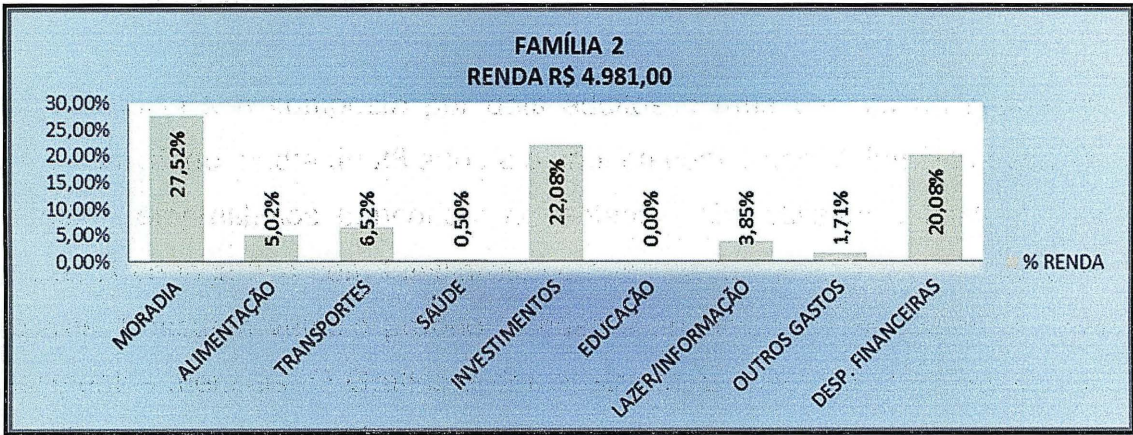 FAMÍLIA 2
RENDA R$ 4.981,00
30,00%
25,00%
20,00%
15,00%
10,00%
5,00%
0,00%
27,52%
5,02%
6,52%
0,50%
22,08%
0,00%
3,85%
1,71%
20,08%
% RENDA
MORADIA
ALIMENTAÇÃO
TRANSPORTES
SAÚDE
INVESTIMENTOS
EDUCAÇÃO
LAZER/INFORMAÇÃO
OUTROS GASTOS
DESP. FINANCEIRAS